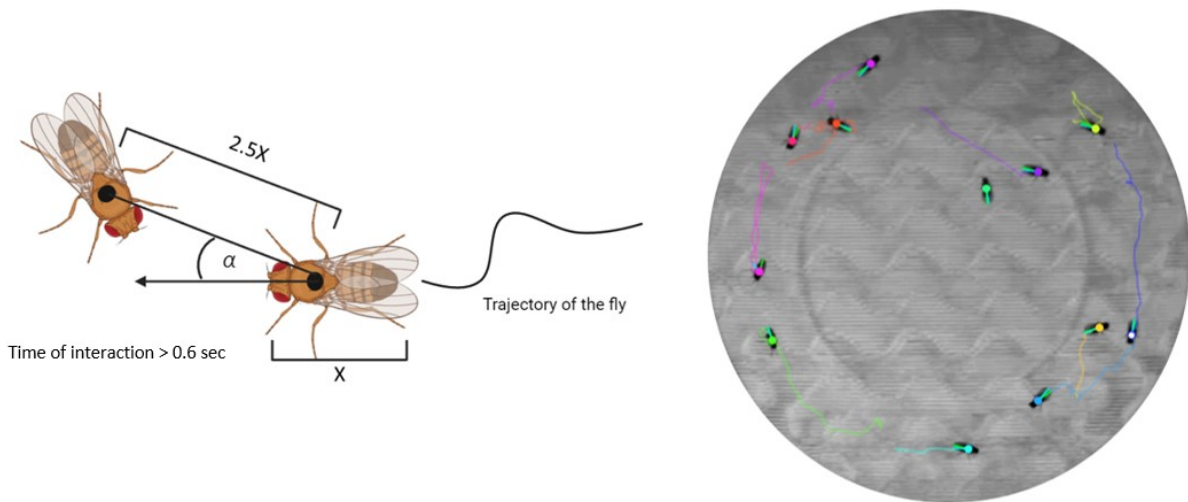 2.5X
α
Trajectory of the fly
Time of interaction > 0.6 sec
X